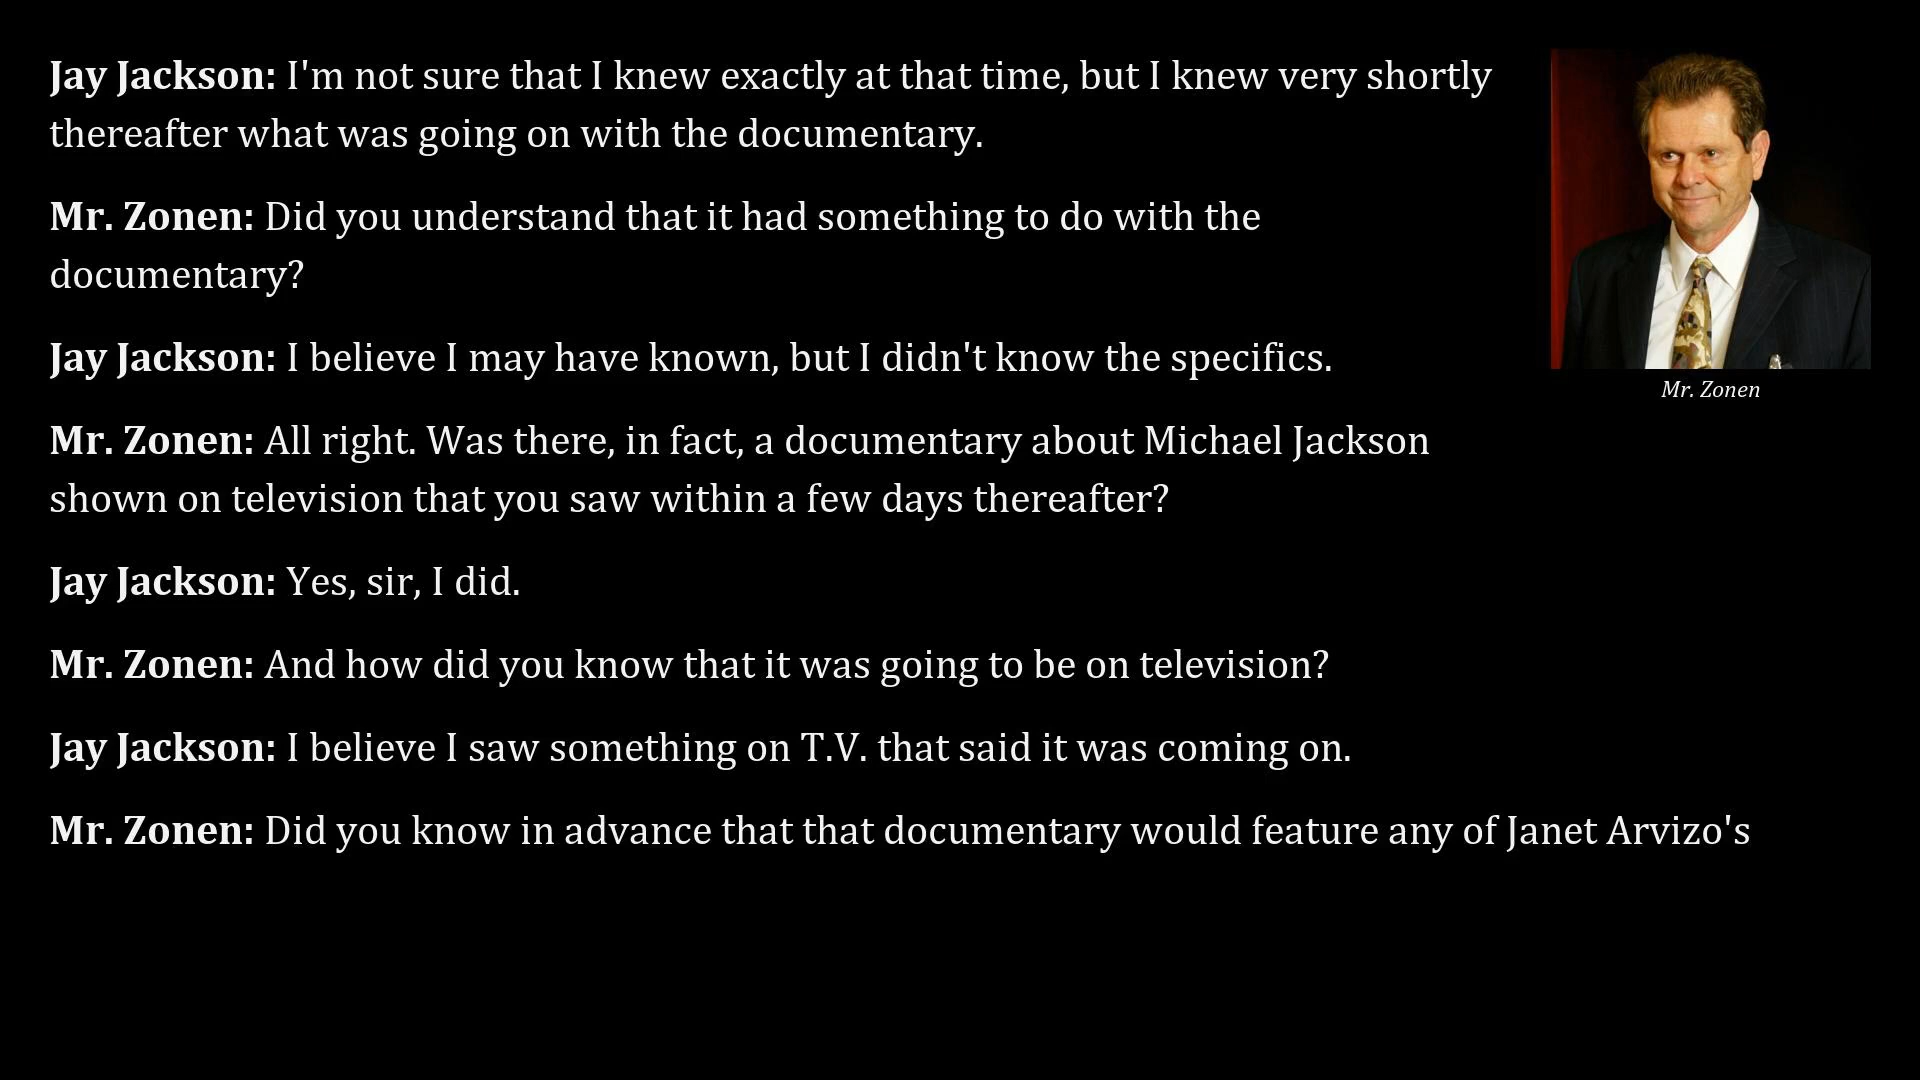 Jay Jackson: I'm not sure that I knew exactly at that time, but I knew very shortly
thereafter what was going on with the documentary.
Mr. Zonen: Did you understand that it had something to do with the
documentary?
Jay Jackson: I believe I may have known, but I didn't know the specifics.
Mr. Zonen: All right. Was there, in fact, a documentary about Michael Jackson
shown on television that you saw within a few days thereafter?
Jay Jackson: Yes, sir, I did.
Mr. Zonen: And how did you know that it was going to be on television?
Jay Jackson: I believe I saw something on T.V. that said it was coming on.
Mr. Zonen: Did you know in advance that that documentary would feature any of Janet Arvizo's
Mr. Zonen